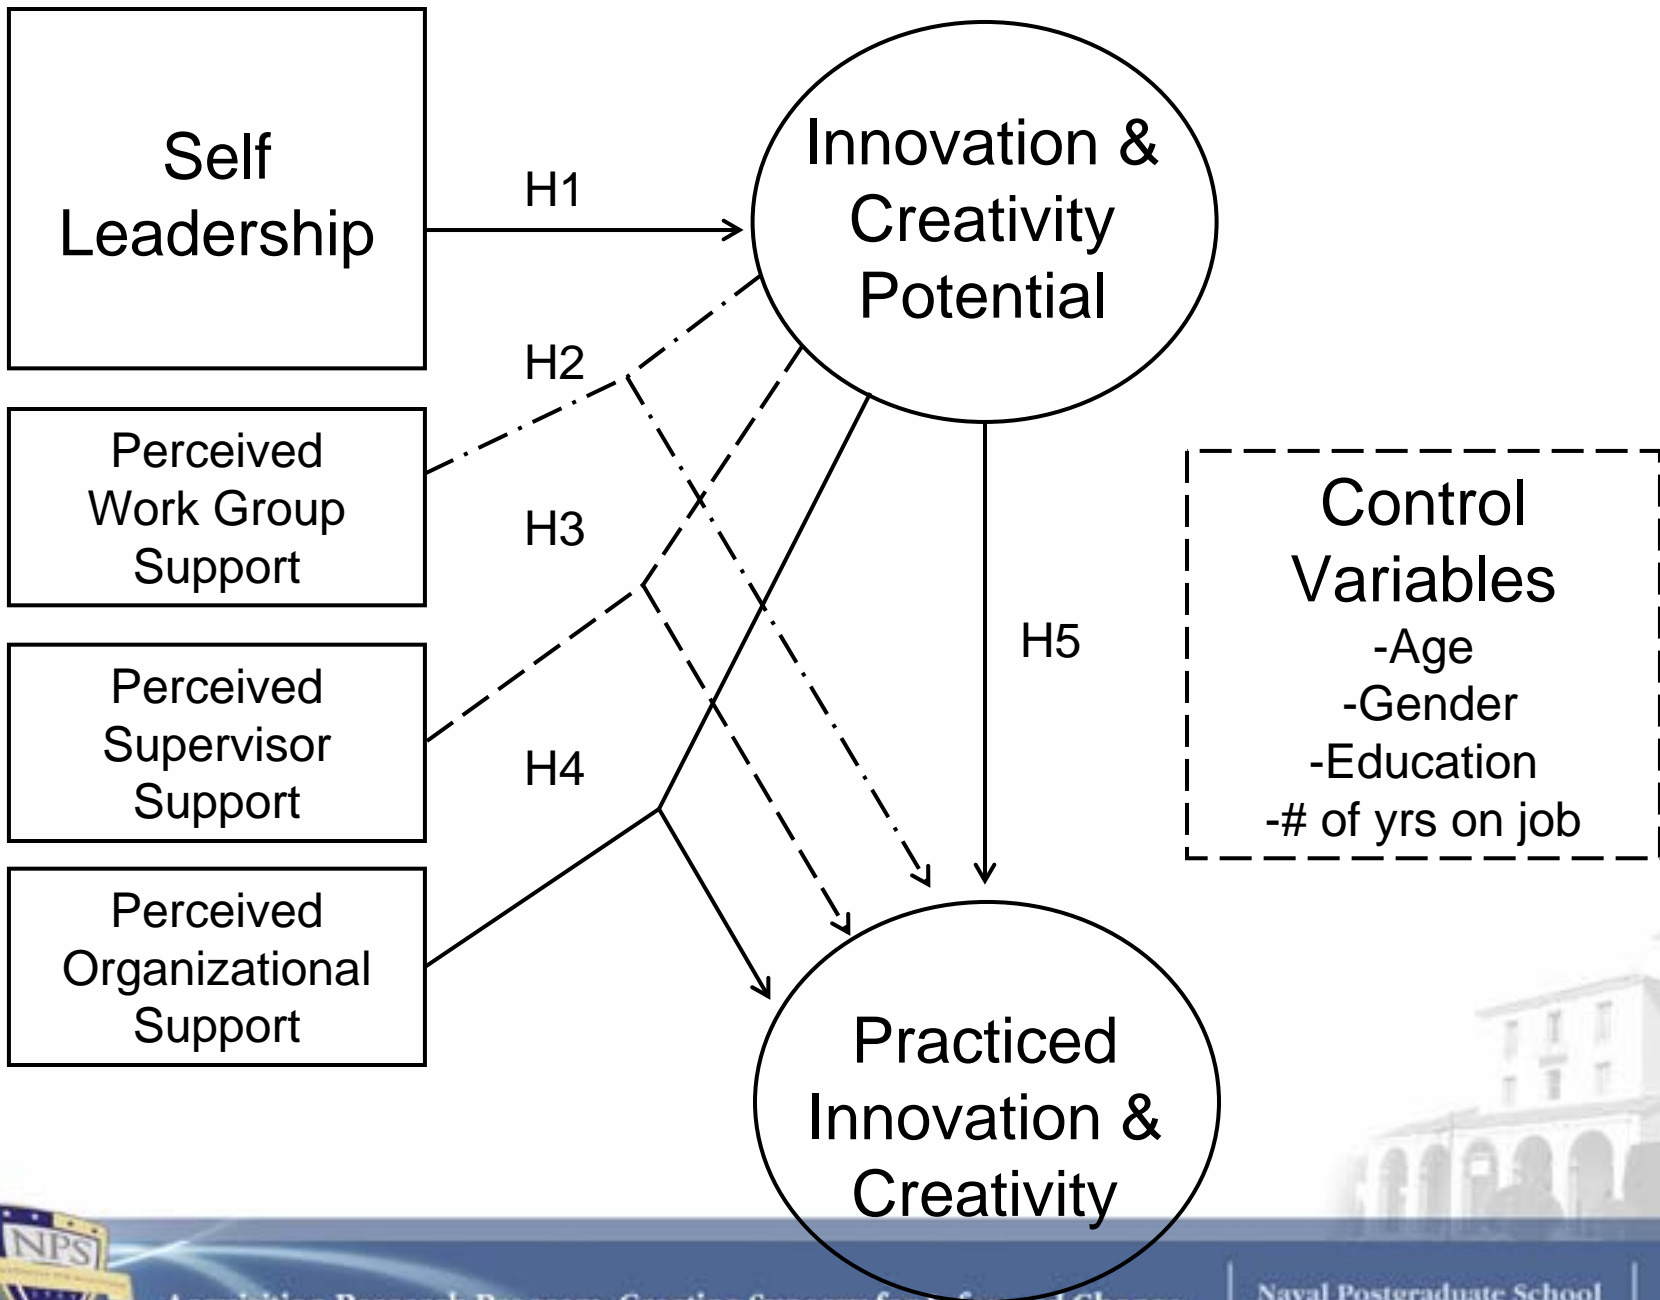 Self
Leadership
H1
Innovation &
Creativity
Potential
H2
Perceived
Work Group
Support
H3
Control
Variables
-Age
-Gender
-Education
-# of yrs on job
H5
Perceived
Supervisor
Support
H4
Perceived
Organizational
Support
Practiced
Innovation &
Creativity
NPS
Naval Postgraduate School